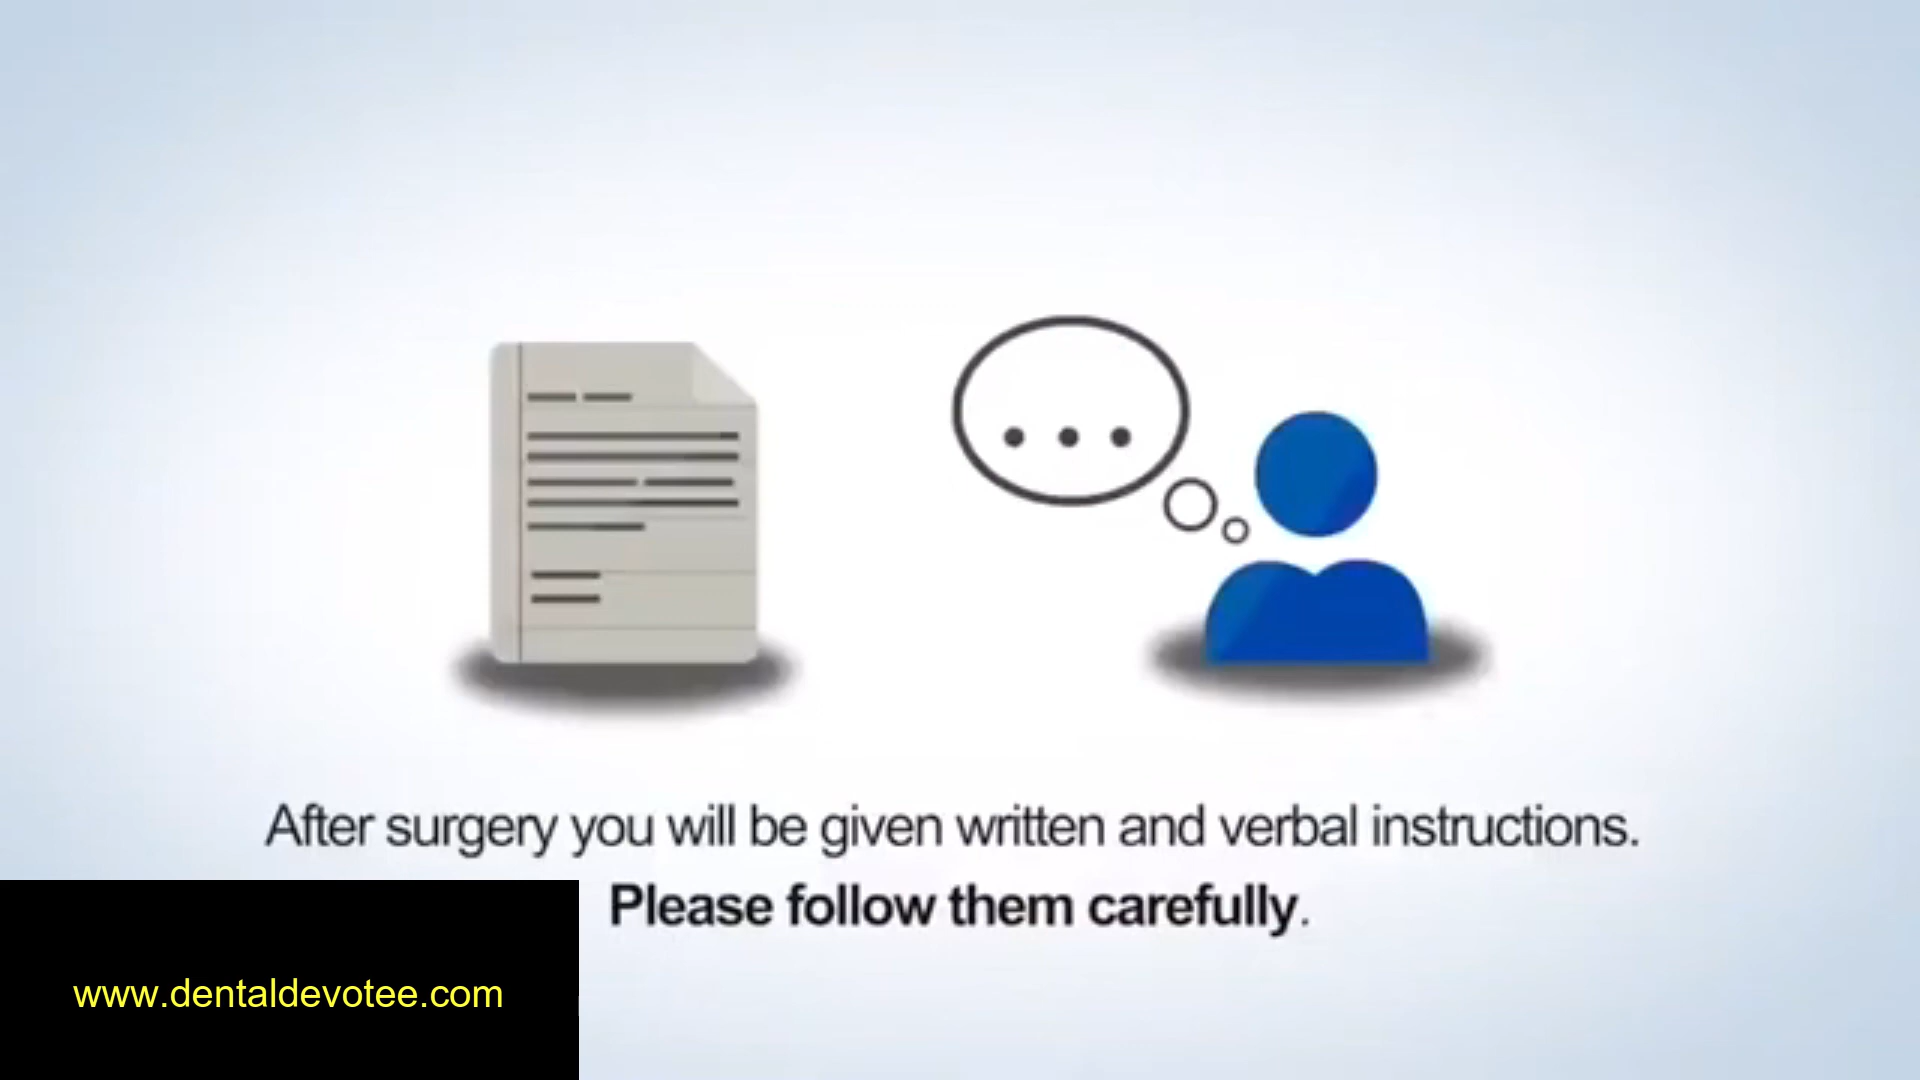 After surgery you will be given written and verbal instructions.
Please follow them carefully.
www.dentaldevotee.com